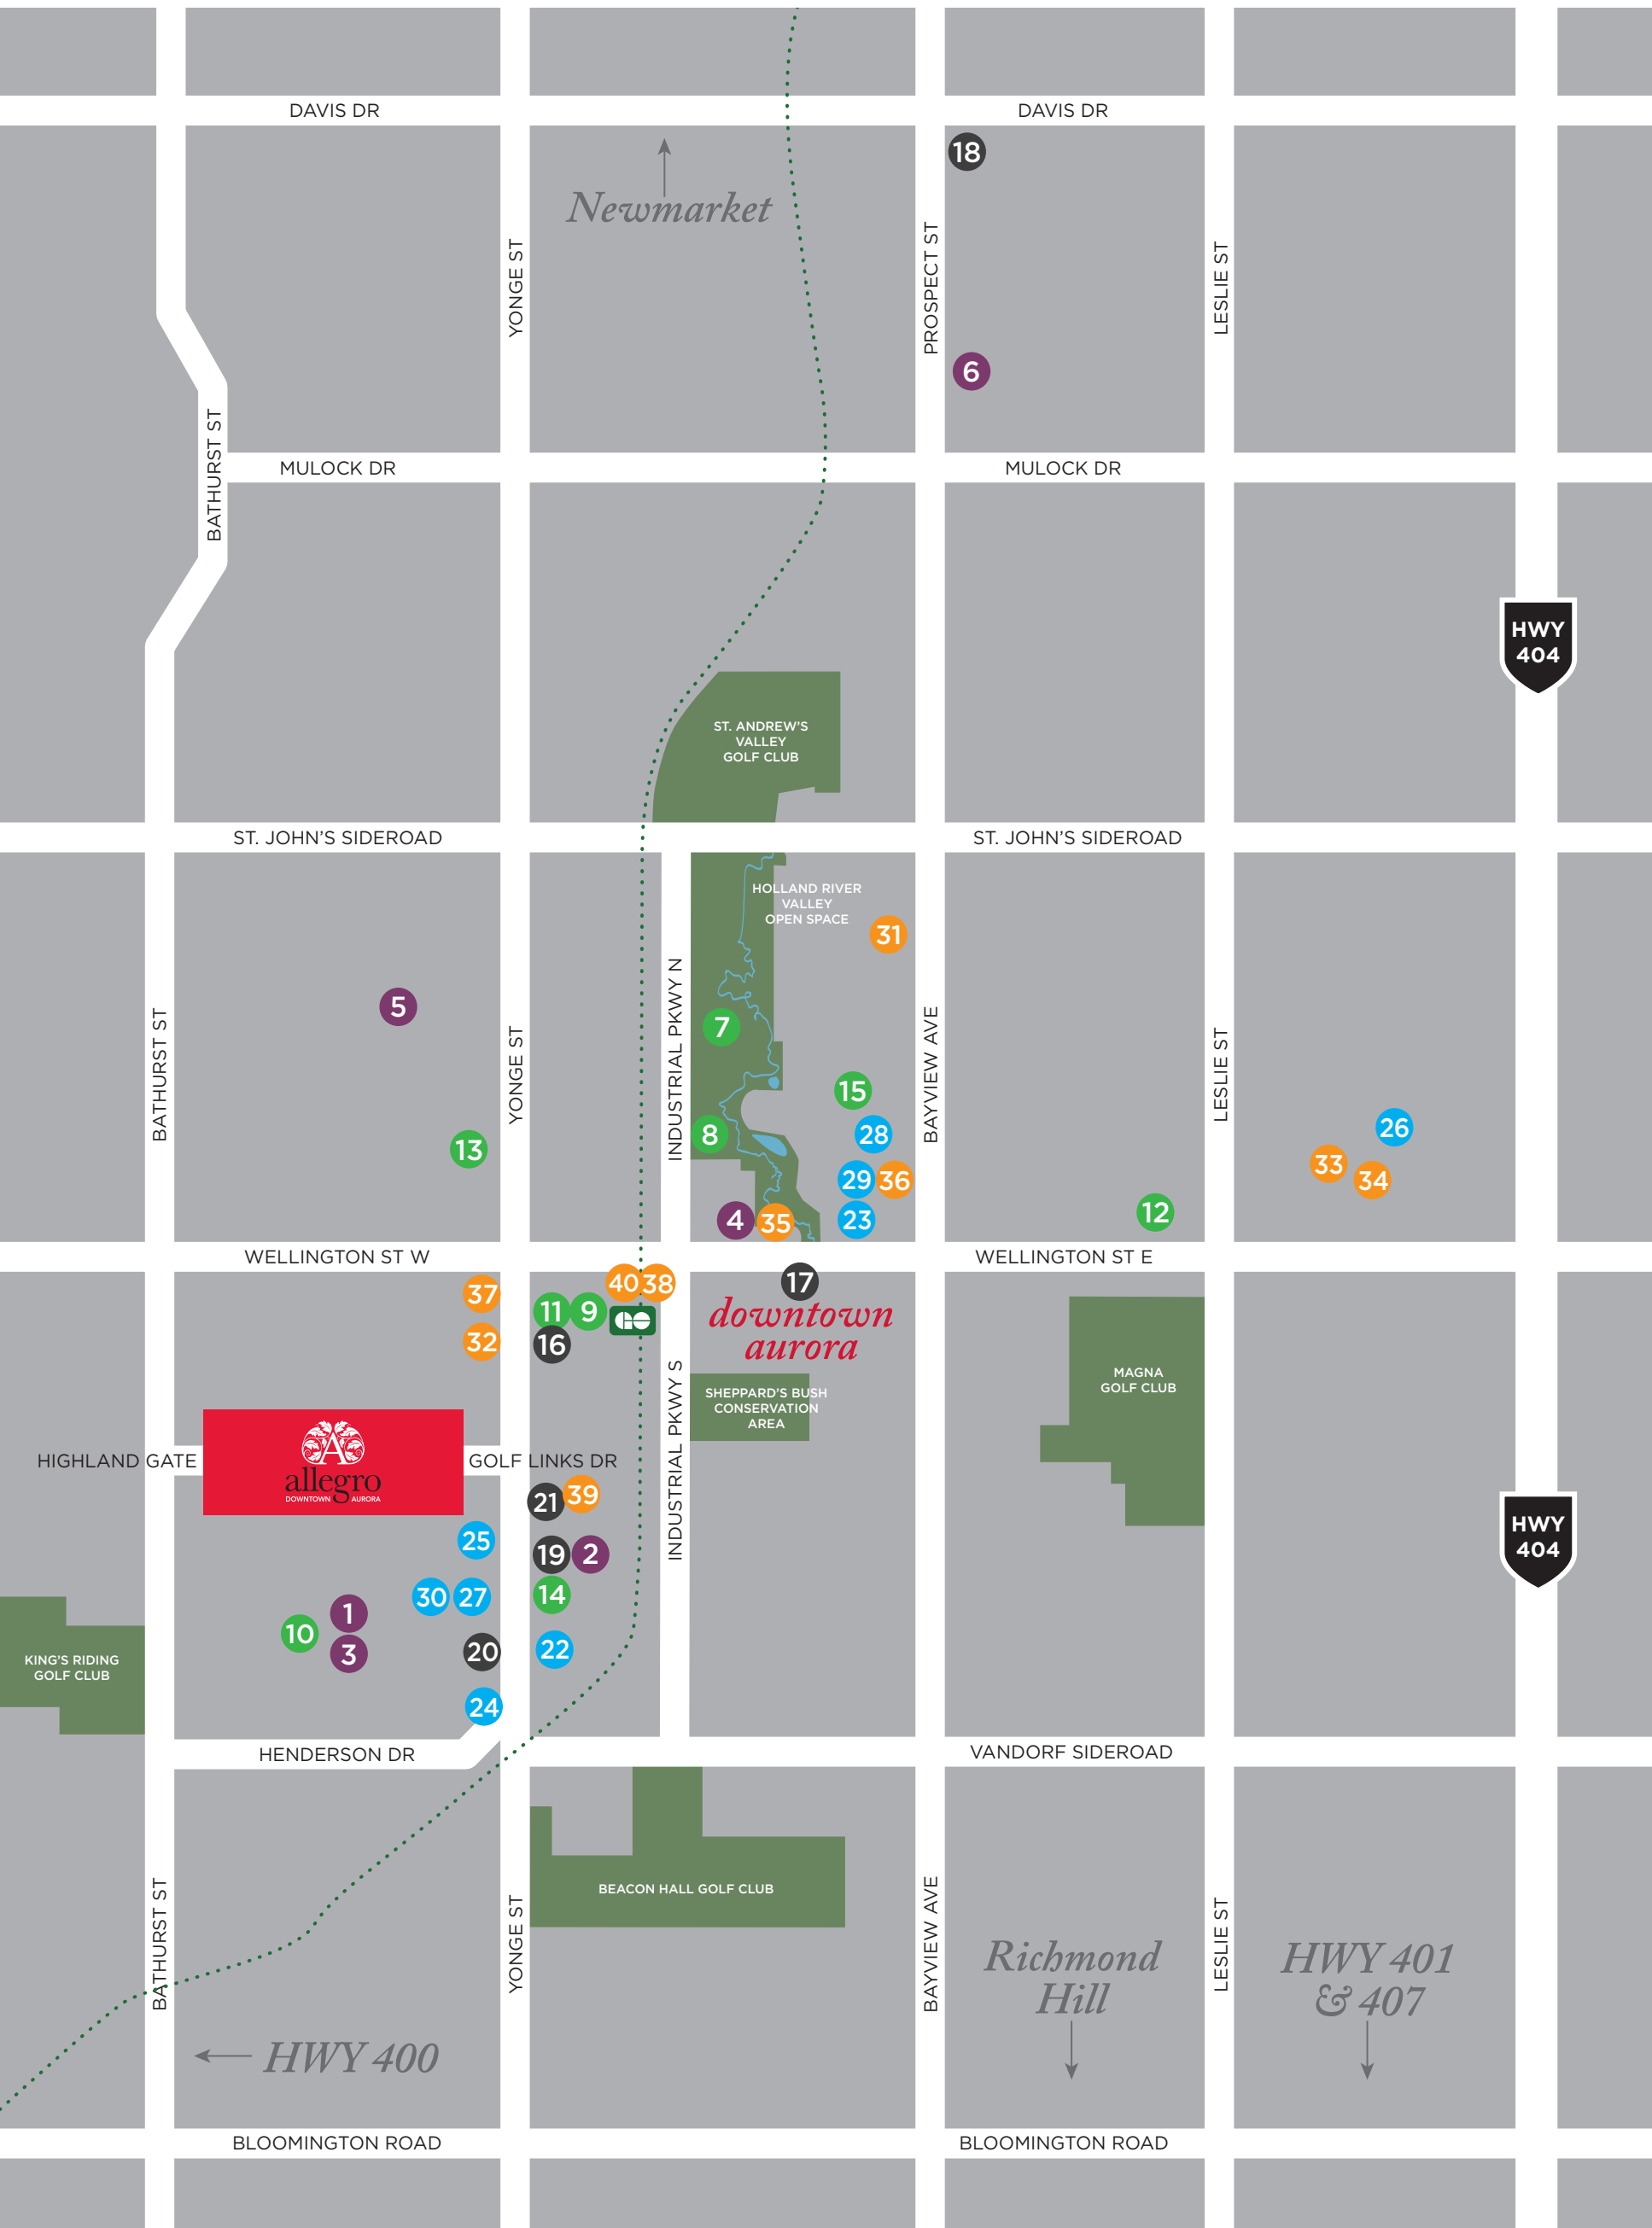 DAVIS DR
DAVIS DR
18
Newmarket
YONGE ST
PROSPECT ST
LESLIE ST
6
BATHURST ST
MULOCK DR
MULOCK DR
HWY
404
ST. ANDREW'S
VALLEY
GOLF CLUB
ST. JOHN'S SIDEROAD
ST. JOHN'S SIDEROAD
HOLLAND RIVER
VALLEY
OPEN SPACE
31
5
7
BATHURST ST
YONGE ST
INDUSTRIAL PKWY N
BAYVIEW AVE
LESLIE ST
15
8
28
26
13
33
34
29
36
12
4
35
23
WELLINGTON ST W
WELLINGTON ST E
37
40
38
17
11
9
GO
downtown
aurora
32
16
MAGNA
GOLF CLUB
SHEPPARD'S BUSH
CONSERVATION
AREA
INDUSTRIAL PKWY S
HIGHLAND GATE
A
allegro
DOWNTOWN AURORA
GOLF LINKS DR
21
39
HWY
404
25
19
2
30
27
14
1
10
3
20
22
KING'S RIDING
GOLF CLUB
24
HENDERSON DR
VANDORF SIDEROAD
BEACON HALL GOLF CLUB
BATHURST ST
YONGE ST
BAYVIEW AVE
LESLIE ST
Richmond
Hill
HWY 401
& 407
HWY 400
BLOOMINGTON ROAD
BLOOMINGTON ROAD